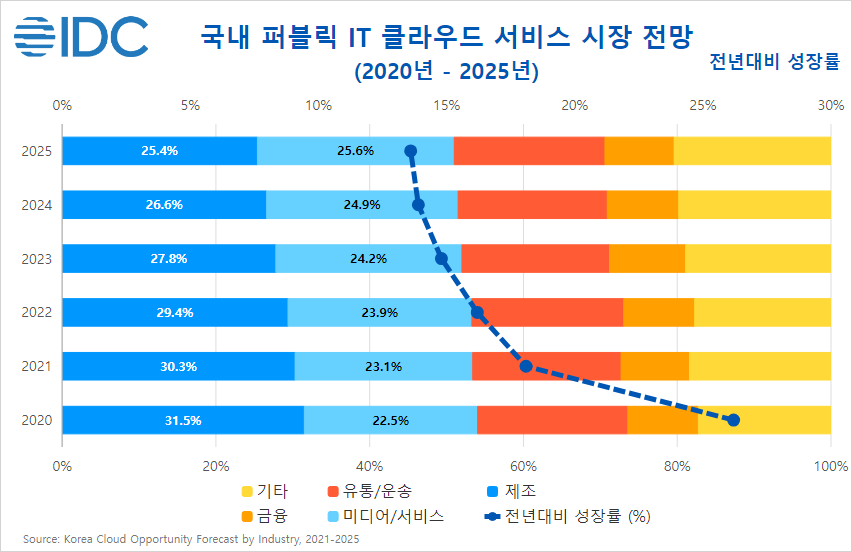 IDC
국내 퍼블릭 IT 클라우드 서비스 시장 전망
(2020년 - 2025년)
전년대비 성장률
0% 5% 10% 15% 20% 25% 30%
2025 25.4% 25.6%
2024 26.6% 24.9%
2023 27.8% 24.2%
2022 29.4% 23.9%
2021 30.3% 23.1%
2020 31.5% 22.5%
0% 20% 40% 60% 80% 100%
기타 유통/운송 제조
금융 미디어/서비스 전년대비 성장률 (%)
Source: Korea Cloud Opportunity Forecast by Industry, 2021-2025